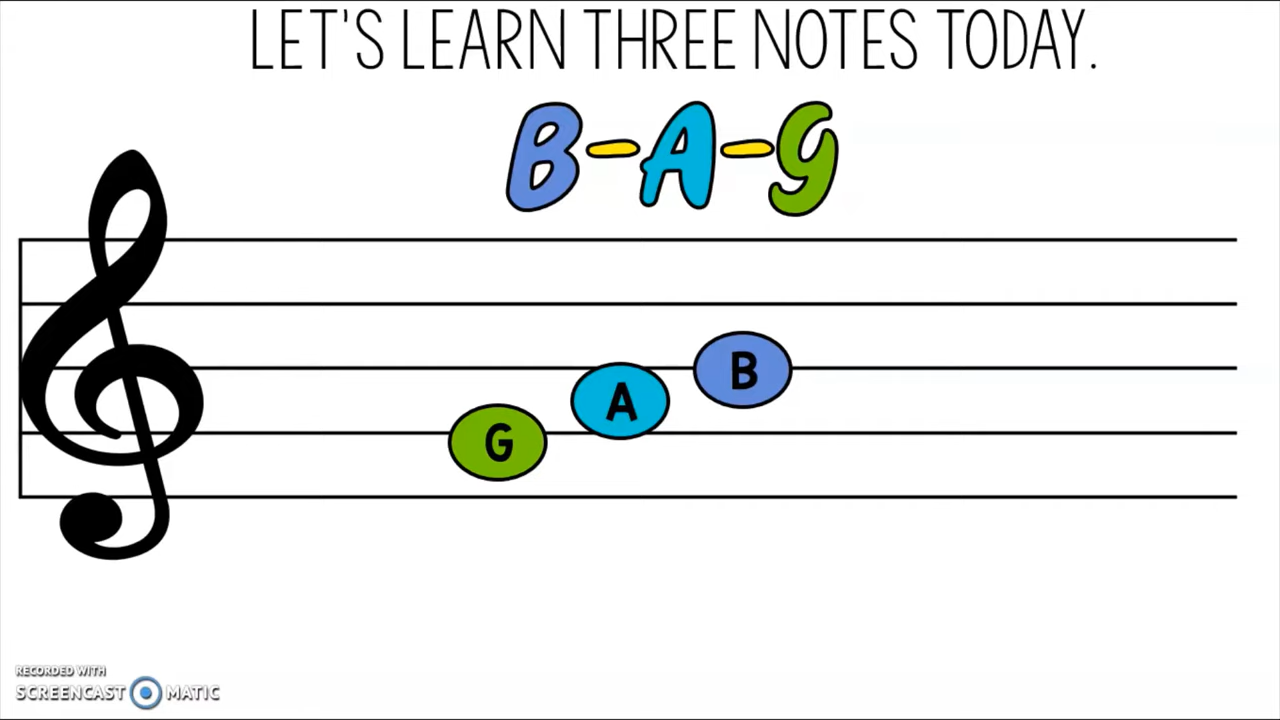 LET'S LEARN THREE NOTES TODAY.
B-A-G
B
A
G
RECORDED WITH
SCREENCAST MATIC